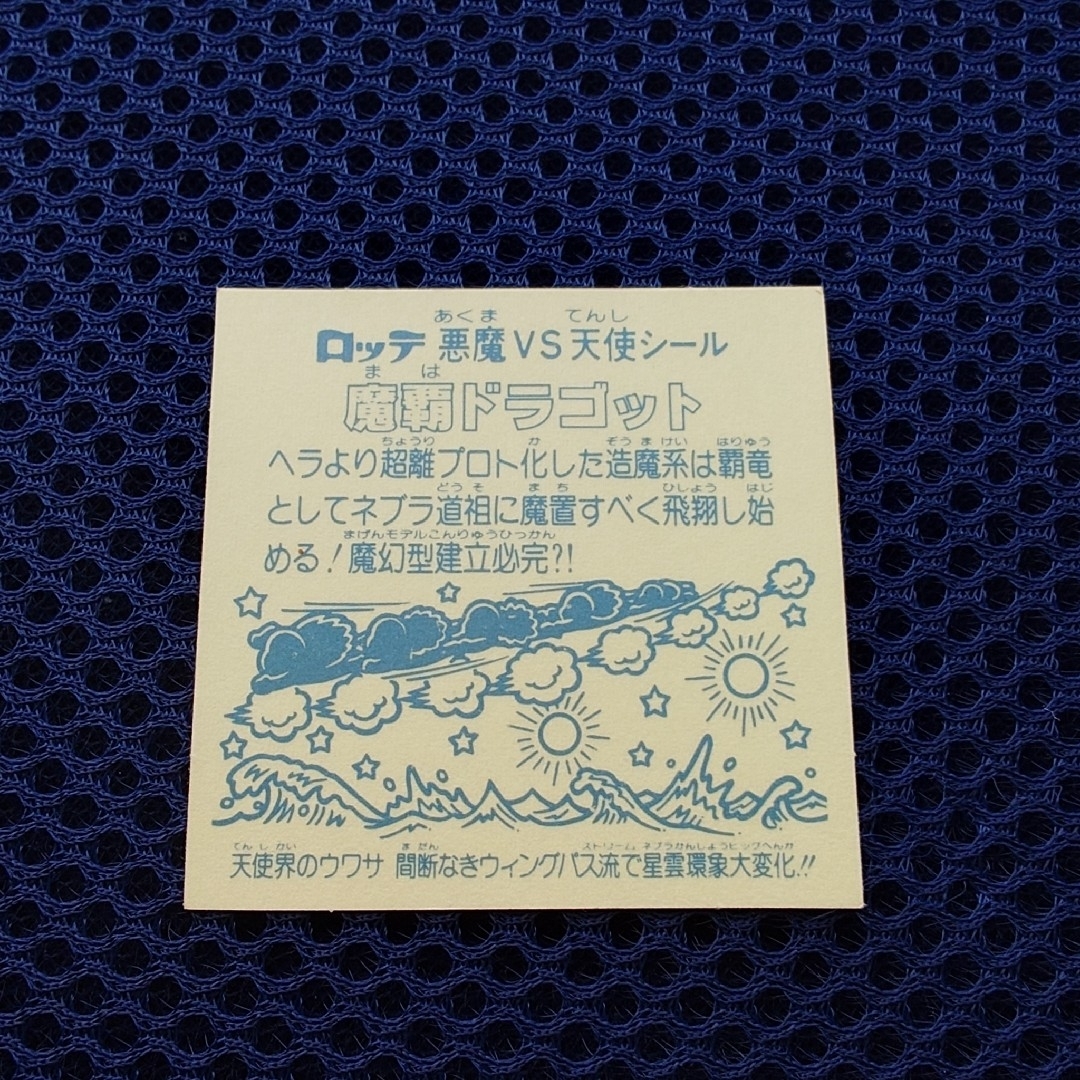 あくま てんし
ロッテ 悪魔VS天使シール
まは
魔覇ドラゴット
ちょうり か ぞうまけい はりゅう
ヘラより超離プロト化した造魔系は覇竜
どうそ まち ひしょう はじ
としてネブラ道祖に魔置すべく飛翔し始
まげんモデルこんりゅうひっかん
める!魔幻型建立必完?!
てんしかい まだん ストリーム ネブラかんしょうビッグへんか
天使界のウワサ 間断なきウィングパス流で星雲環象大変化!!